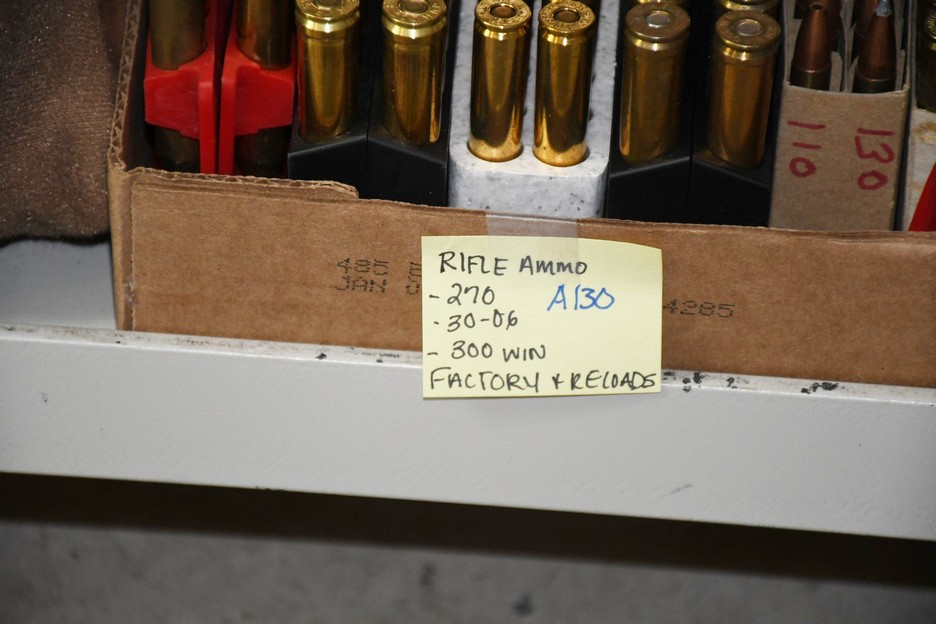 110
130
RIFLE AMMO
- 270 A130
- 30-06
- 300 WIN
FACTORY & RELOADS
4285